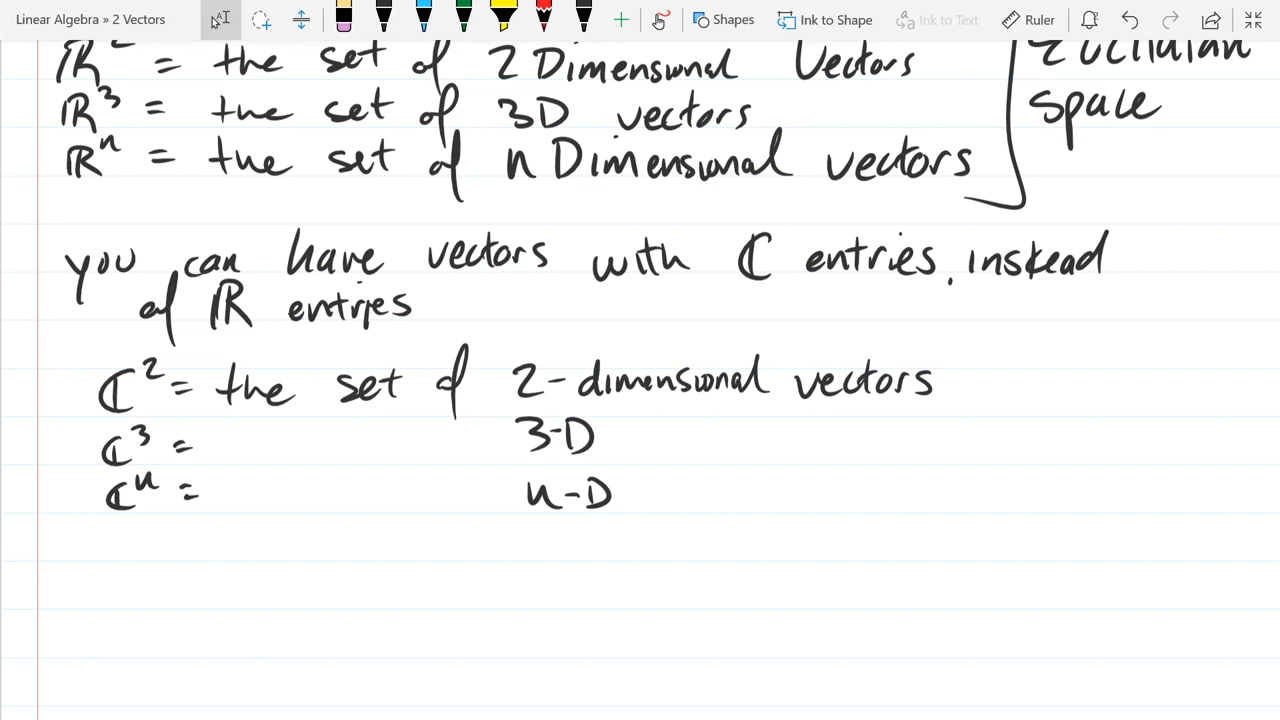 Linear Algebra » 2 Vectors
Shapes
Ink to Shape
Ink to Text
Ruler
ℝ² = the set of 2 Dimensional Vectors
ℝ³ = the set of 3D vectors
ℝⁿ = the set of n Dimensional vectors
space
you can have vectors with ℂ entries, instead
of ℝ entries
ℂ² = the set of 2-dimensional vectors
ℂ³ = 3-D
ℂⁿ = n-D